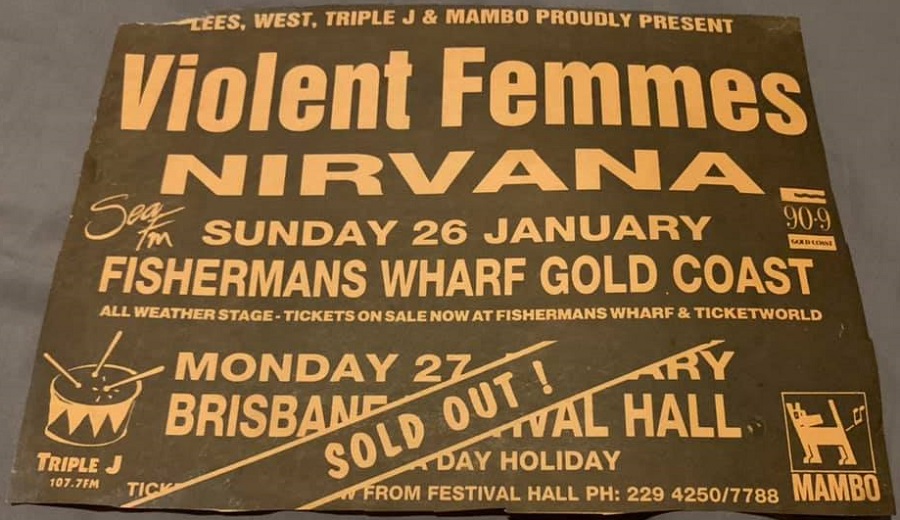 LEES, WEST, TRIPLE J & MAMBO PROUDLY PRESENT
Violent Femmes
NIRVANA
Sea Fm
90·9
GOLD COAST
SUNDAY 26 JANUARY
FISHERMANS WHARF GOLD COAST
ALL WEATHER STAGE - TICKETS ON SALE NOW AT FISHERMANS WHARF & TICKETWORLD
MONDAY 27 ARY
BRISBANE IVAL HALL
SOLD OUT !
A DAY HOLIDAY
TICK W FROM FESTIVAL HALL PH: 229 4250/7788
TRIPLE J
107.7FM
MAMBO